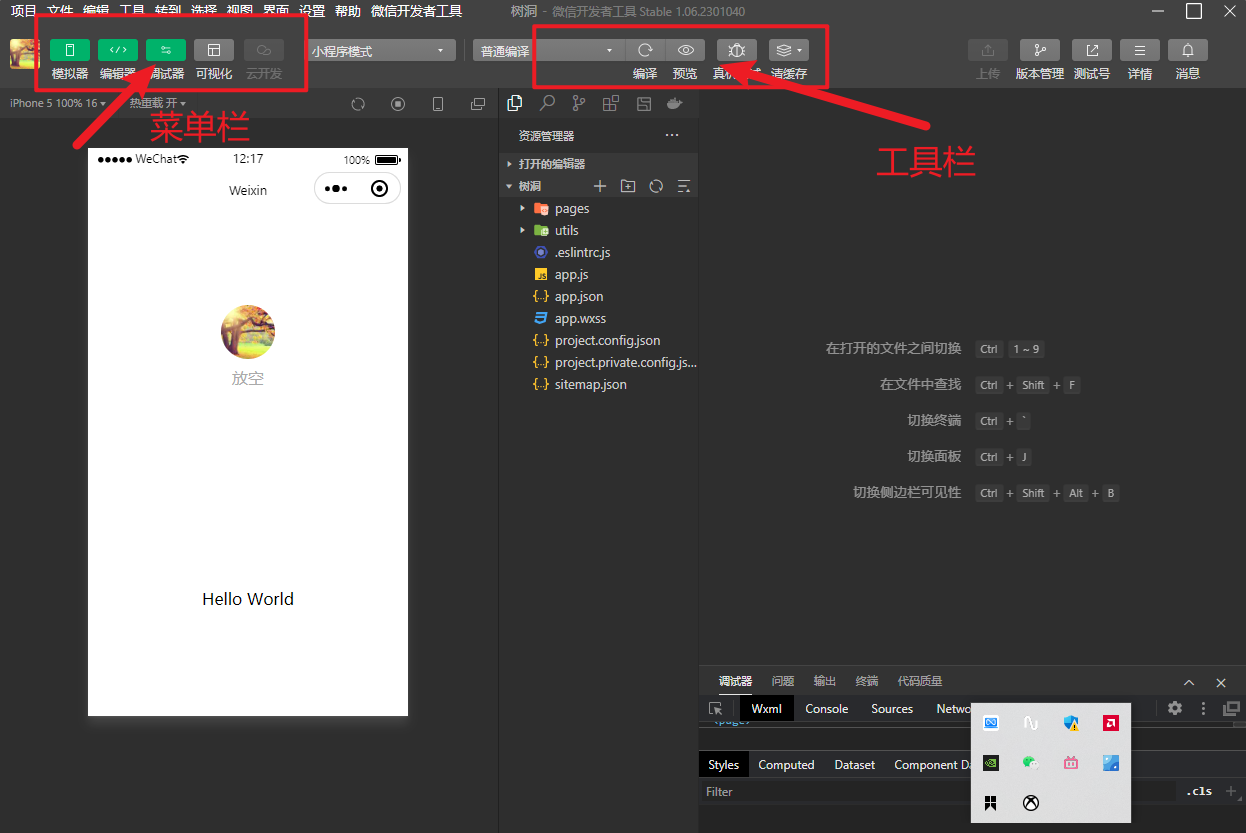 项目 文件 编辑 工具 转到 选择 视图 界面 设置 帮助 微信开发者工具 树洞 - 微信开发者工具 Stable 1.06.2301040
小程序模式 普通编译
模拟器 编辑器 调试器 可视化 云开发 编译 预览 清缓存 上传 版本管理 测试号 详情 消息
iPhone 5 100% 16 热重载 开
菜单栏
工具栏
WeChat 12:17 100%
Weixin
放空
Hello World
资源管理器
打开的编辑器
树洞
pages
utils
.eslintrc.js
JS app.js
{..} app.json
app.wxss
{..} project.config.json
{..} project.private.config.js...
{..} sitemap.json
在打开的文件之间切换 Ctrl 1 ~ 9
在文件中查找 Ctrl + Shift + F
切换终端 Ctrl + `
切换面板 Ctrl + J
切换侧边栏可见性 Ctrl + Shift + Alt + B
调试器 问题 输出 终端 代码质量
Wxml Console Sources Netwo
<page>
Styles Computed Dataset Component Da
Filter .cls +